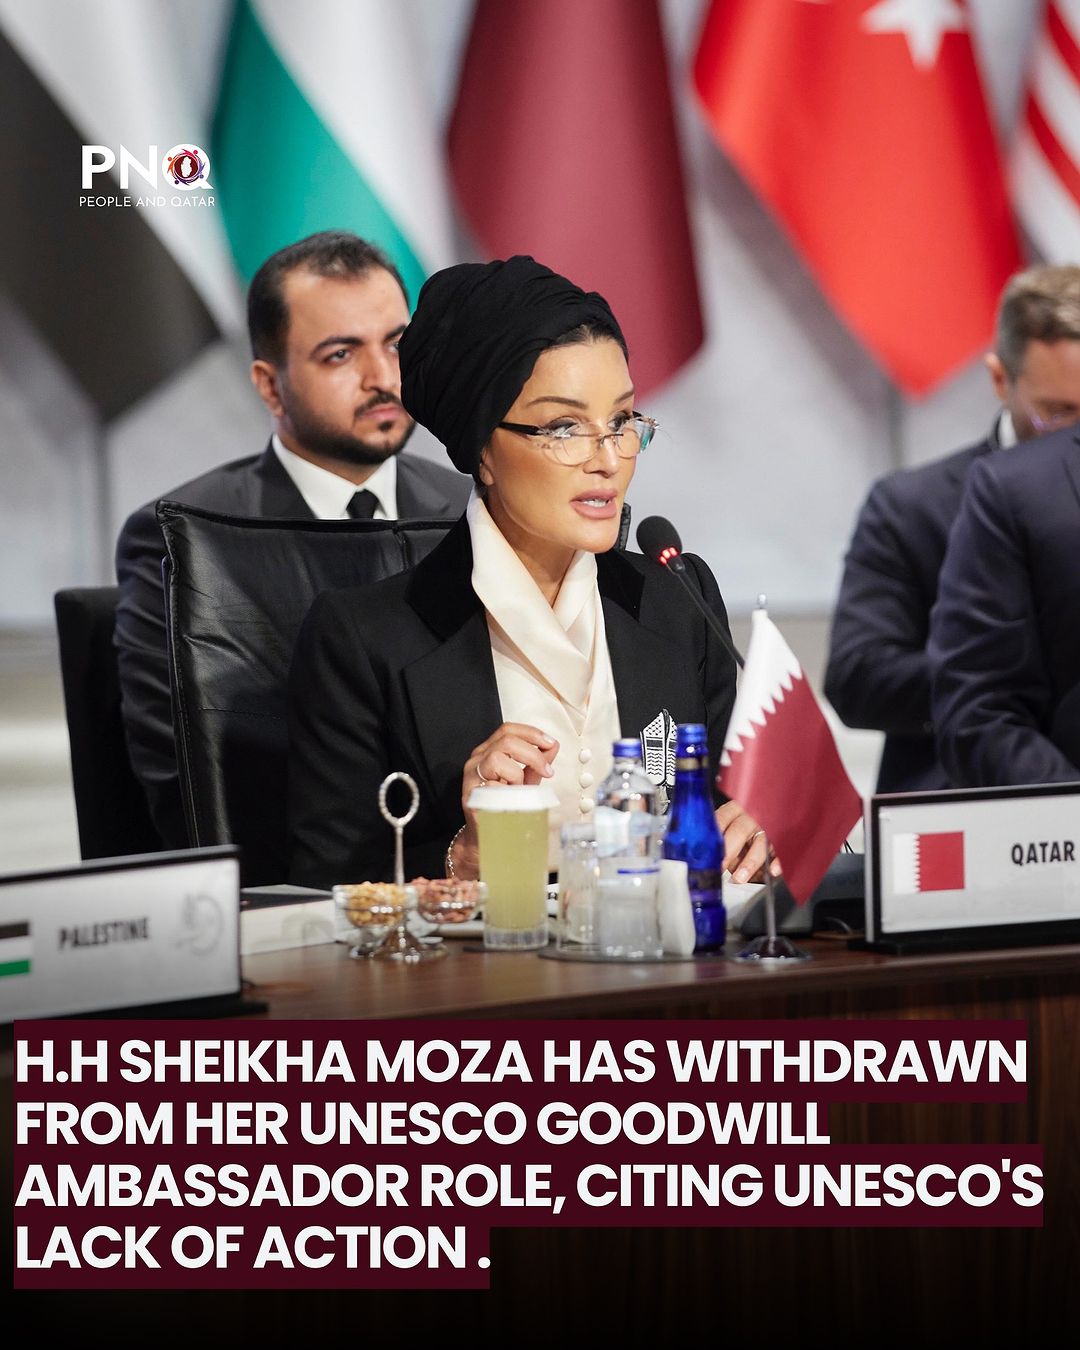 PNQ
PEOPLE AND QATAR
PALESTINE
QATAR
H.H SHEIKHA MOZA HAS WITHDRAWN
FROM HER UNESCO GOODWILL
AMBASSADOR ROLE, CITING UNESCO'S
LACK OF ACTION .